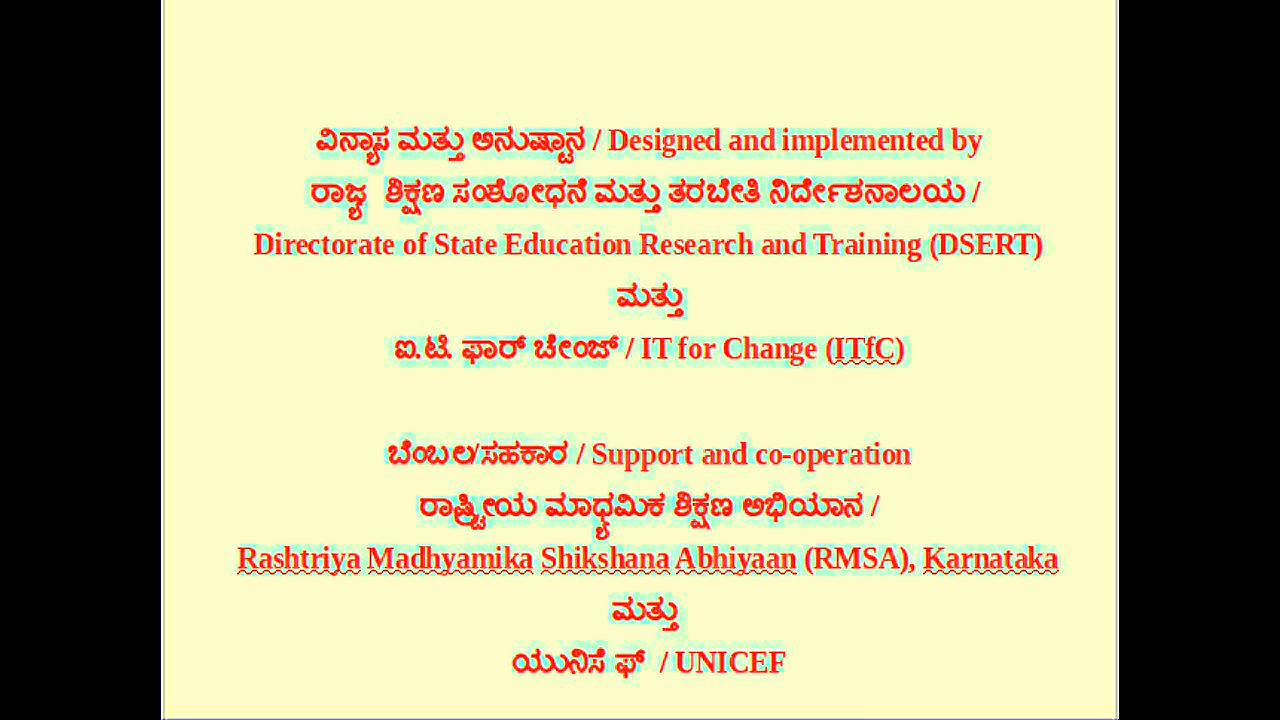 ವಿನ್ಯಾಸ ಮತ್ತು ಅನುಷ್ಠಾನ / Designed and implemented by
ರಾಜ್ಯ ಶಿಕ್ಷಣ ಸಂಶೋಧನೆ ಮತ್ತು ತರಬೇತಿ ನಿರ್ದೇಶನಾಲಯ /
Directorate of State Education Research and Training (DSERT)
ಮತ್ತು
ಐ.ಟಿ. ಫಾರ್ ಚೇಂಜ್ / IT for Change (ITfC)
ಬೆಂಬಲ/ಸಹಕಾರ / Support and co-operation
ರಾಷ್ಟ್ರೀಯ ಮಾಧ್ಯಮಿಕ ಶಿಕ್ಷಣ ಅಭಿಯಾನ /
Rashtriya Madhyamika Shikshana Abhiyaan (RMSA), Karnataka
ಮತ್ತು
ಯುನಿಸೆಫ್ / UNICEF